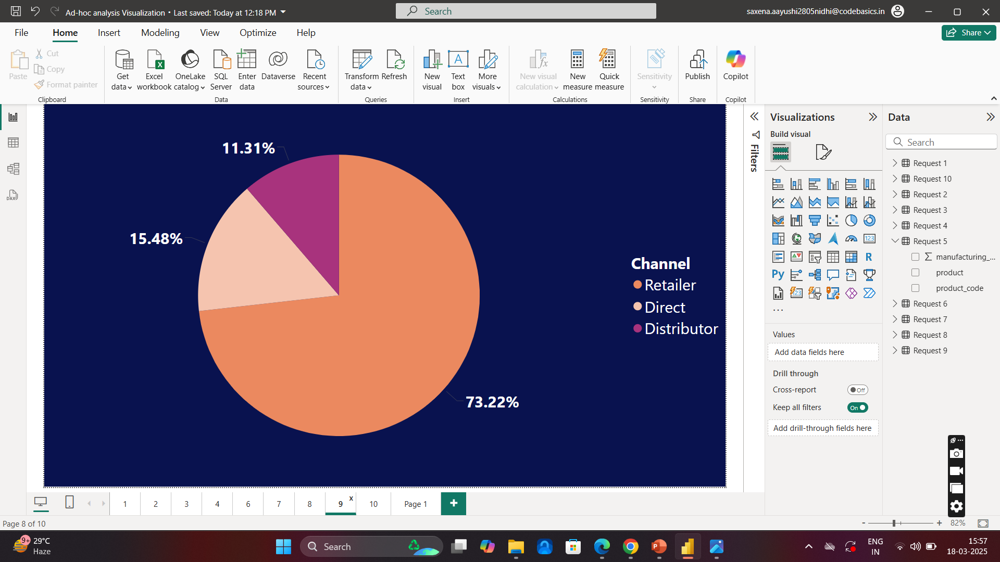 Ad-hoc analysis Visualization • Last saved: Today at 12:18 PM
Search
saxena.aayushi2805nidhi@codebasics.in
File
Home
Insert
Modeling
View
Optimize
Help
Share
Paste
Cut
Copy
Format painter
Clipboard
Get data
Excel workbook
OneLake catalog
SQL Server
Enter data
Dataverse
Recent sources
Data
Transform data
Refresh
Queries
New visual
Text box
More visuals
Insert
New visual calculation
New measure
Quick measure
Calculations
Sensitivity
Sensitivity
Publish
Share
Copilot
Copilot
11.31%
15.48%
73.22%
Channel
Retailer
Direct
Distributor
Filters
Visualizations
Build visual
Values
Add data fields here
Drill through
Cross-report
Off
Keep all filters
On
Add drill-through fields here
Data
Search
Request 1
Request 10
Request 2
Request 3
Request 4
Request 5
manufacturing_...
product
product_code
Request 6
Request 7
Request 8
Request 9
DAX
R
Py
123
123
A
fx
...
1
2
3
4
6
7
8
9
x
10
Page 1
+
Page 8 of 10
- + 82%
9+
29°C
Haze
Search
ENG
IN
15:57
18-03-2025